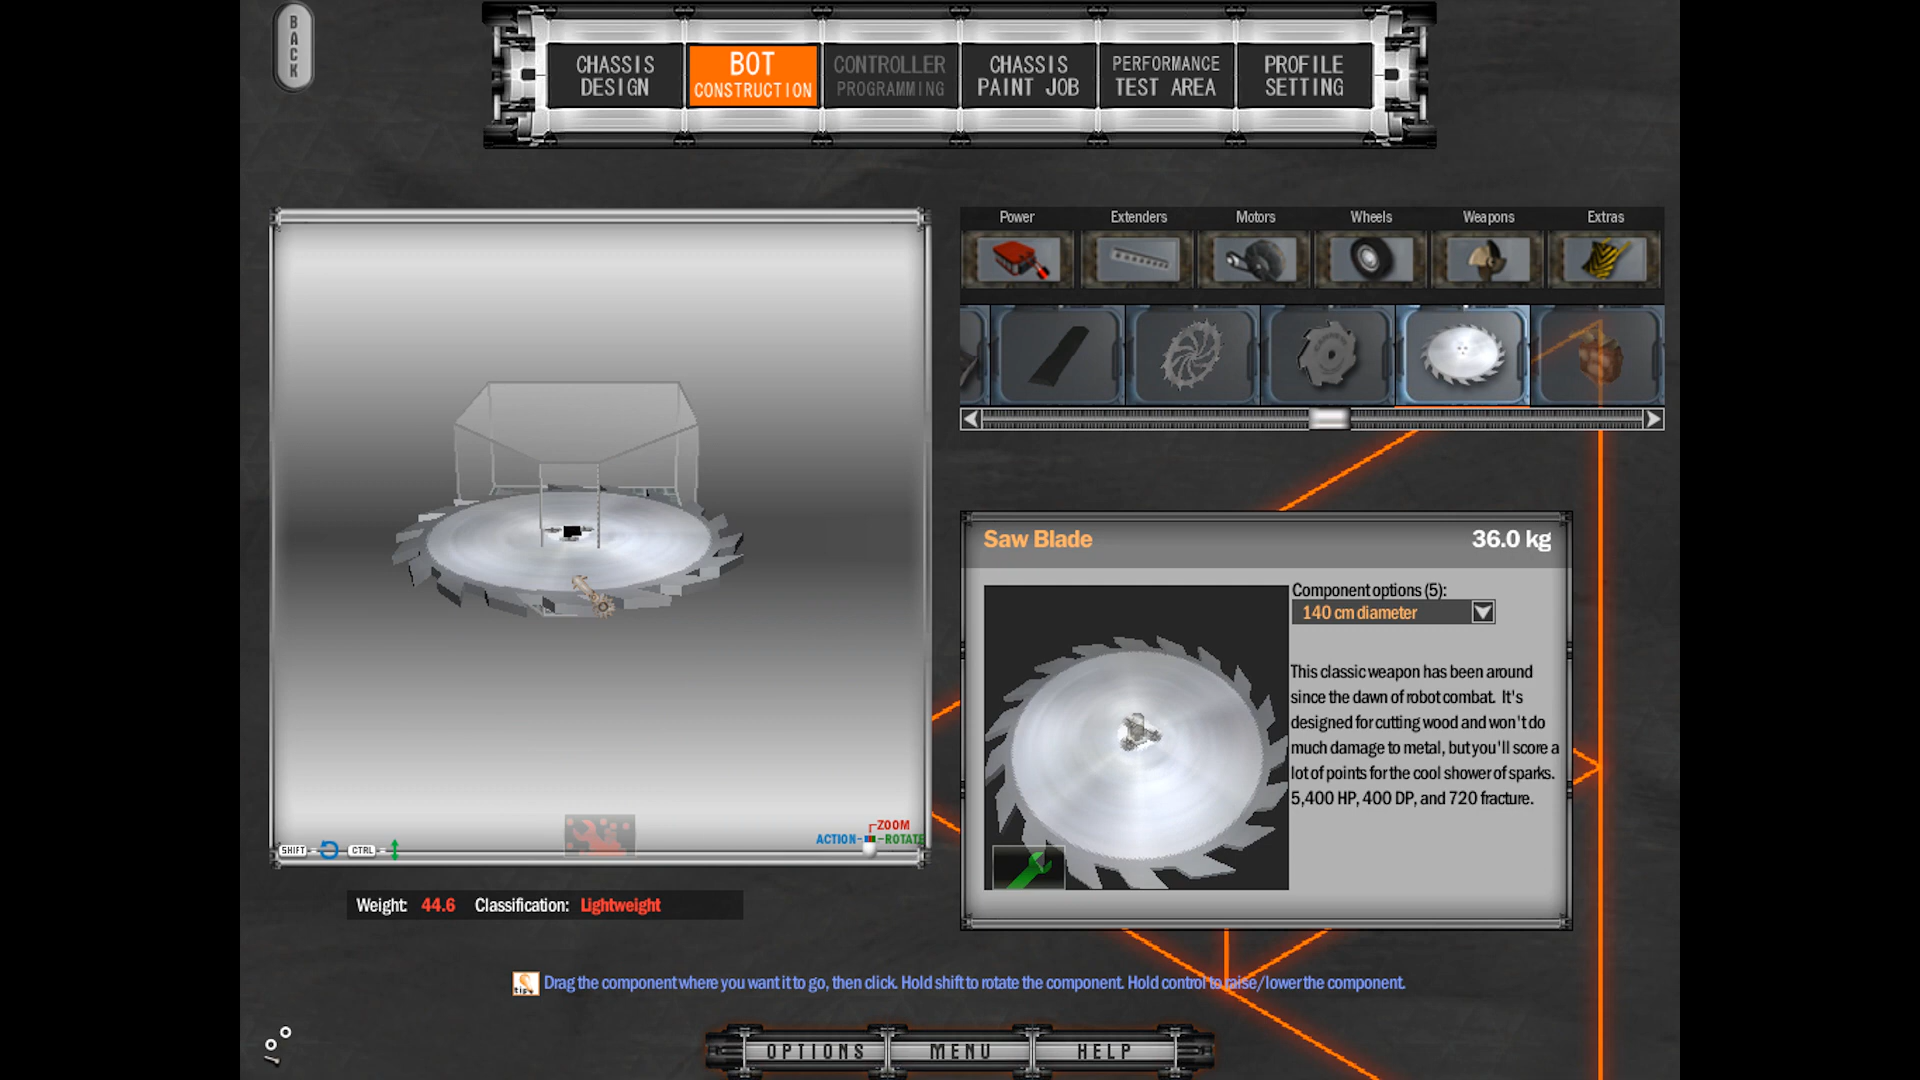 BACK
CHASSIS
DESIGN
BOT
CONSTRUCTION
CONTROLLER
PROGRAMMING
CHASSIS
PAINT JOB
PERFORMANCE
TEST AREA
PROFILE
SETTING
Power
Extenders
Motors
Wheels
Weapons
Extras
Saw Blade
36.0 kg
Component options (5):
140 cm diameter
This classic weapon has been around
since the dawn of robot combat. It's
designed for cutting wood and won't do
much damage to metal, but you'll score a
lot of points for the cool shower of sparks.
5,400 HP, 400 DP, and 720 fracture.
ZOOM
ACTION
ROTATE
SHIFT
CTRL
Weight: 44.6 Classification: Lightweight
tips
Drag the component where you want it to go, then click. Hold shift to rotate the component. Hold control to raise/lower the component.
OPTIONS
MENU
HELP